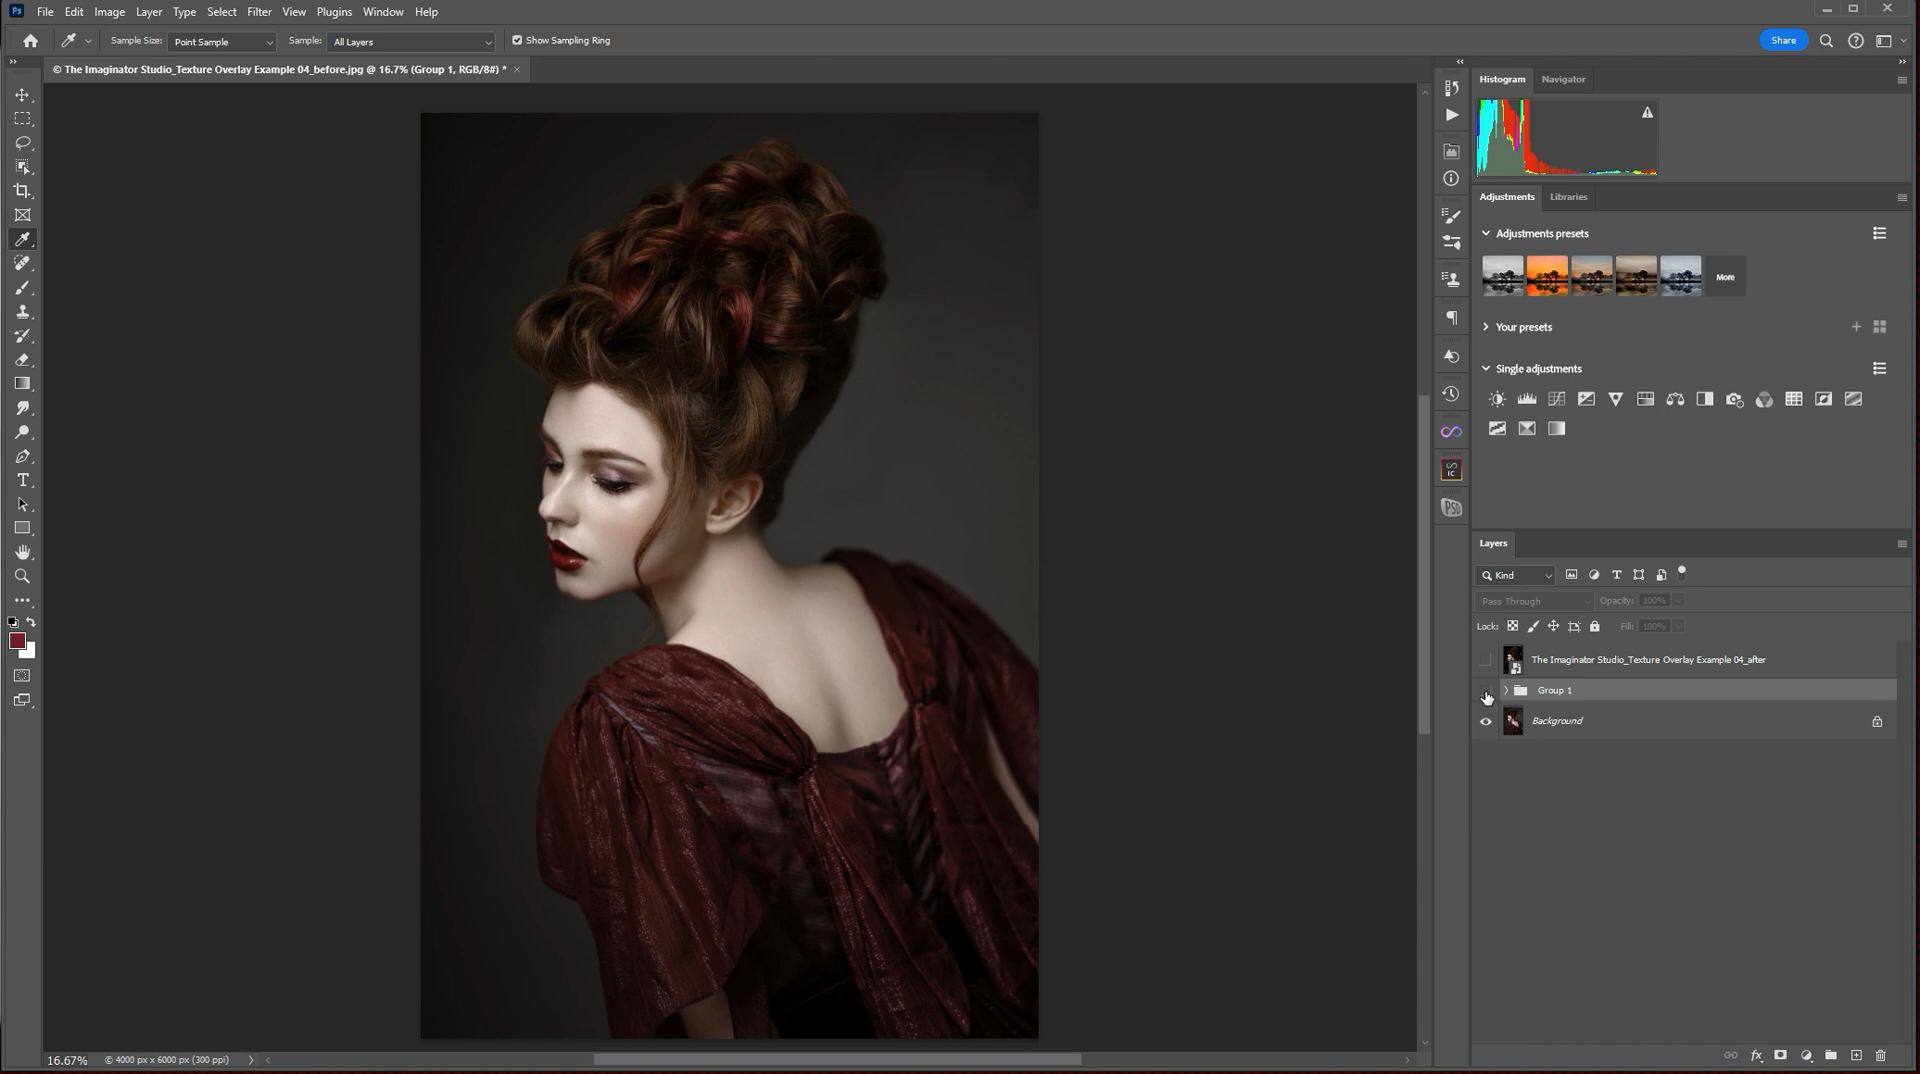 Ps File Edit Image Layer Type Select Filter View Plugins Window Help
Sample Size: Point Sample Sample: All Layers Show Sampling Ring Share
© The Imaginator Studio_Texture Overlay Example 04_before.jpg @ 16.7% (Group 1, RGB/8#) * ×
Histogram Navigator
Adjustments Libraries
Adjustments presets
More
Your presets
Single adjustments
IC
PSD
Layers
Kind
Pass Through Opacity: 100%
Lock: Fill: 100%
The Imaginator Studio_Texture Overlay Example 04_after
Group 1
Background
16.67% © 4000 px x 6000 px (300 ppi)